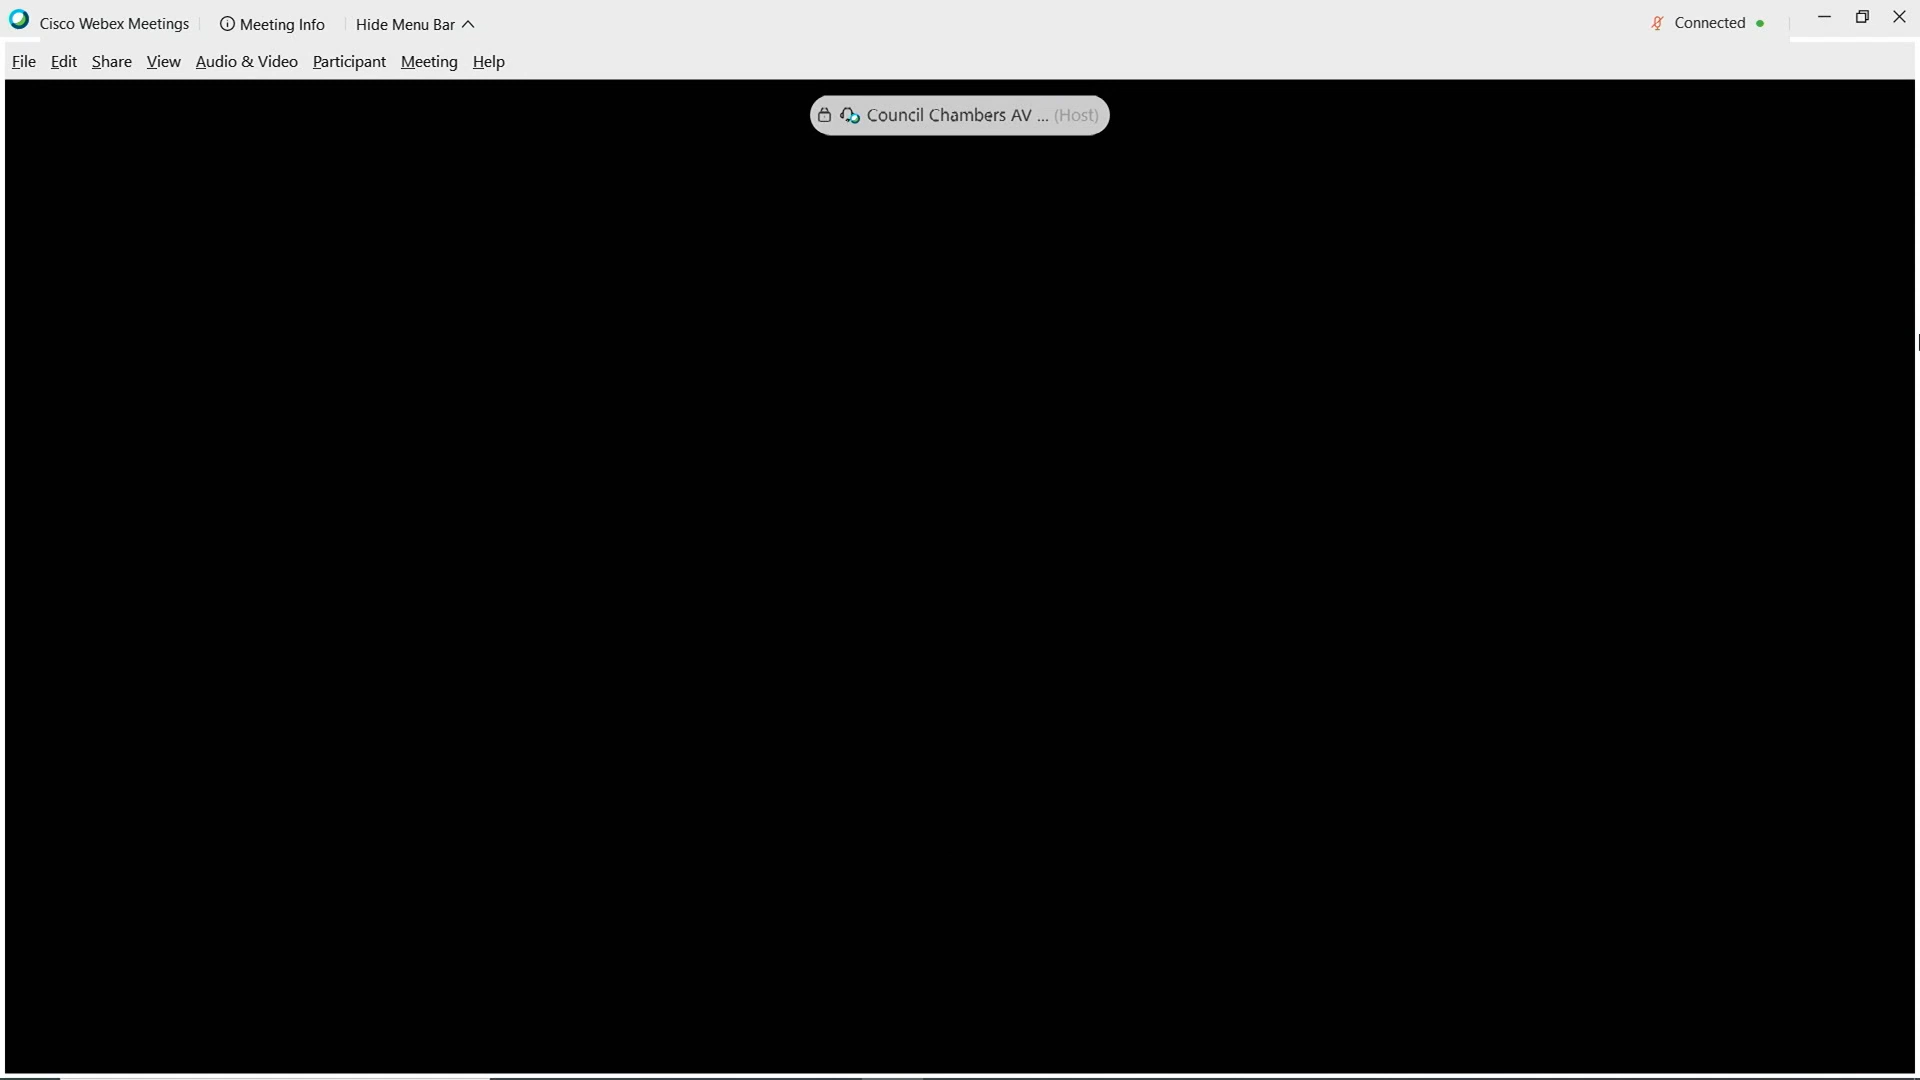 Cisco Webex Meetings Meeting Info Hide Menu Bar Connected
File Edit Share View Audio & Video Participant Meeting Help
Council Chambers AV ... (Host)